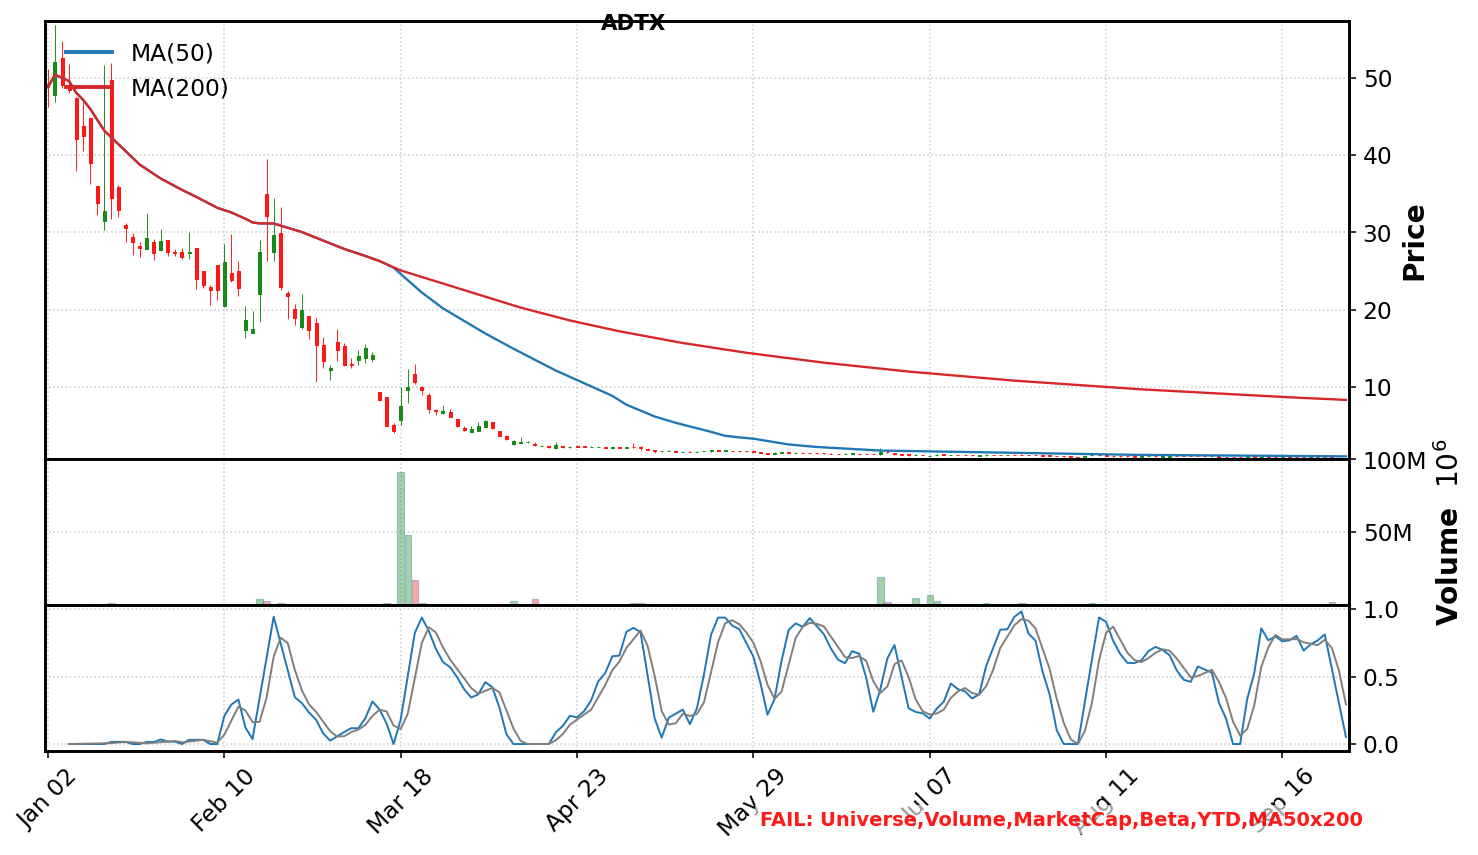 ADTX
MA(50)
MA(200)
50
40
30
20
10
Price
100M
50M
Volume 10^6
1.0
0.5
0.0
Jan 02
Feb 10
Mar 18
Apr 23
May 29
Jul 07
Aug 11
Sep 16
FAIL: Universe,Volume,MarketCap,Beta,YTD,MA50x200